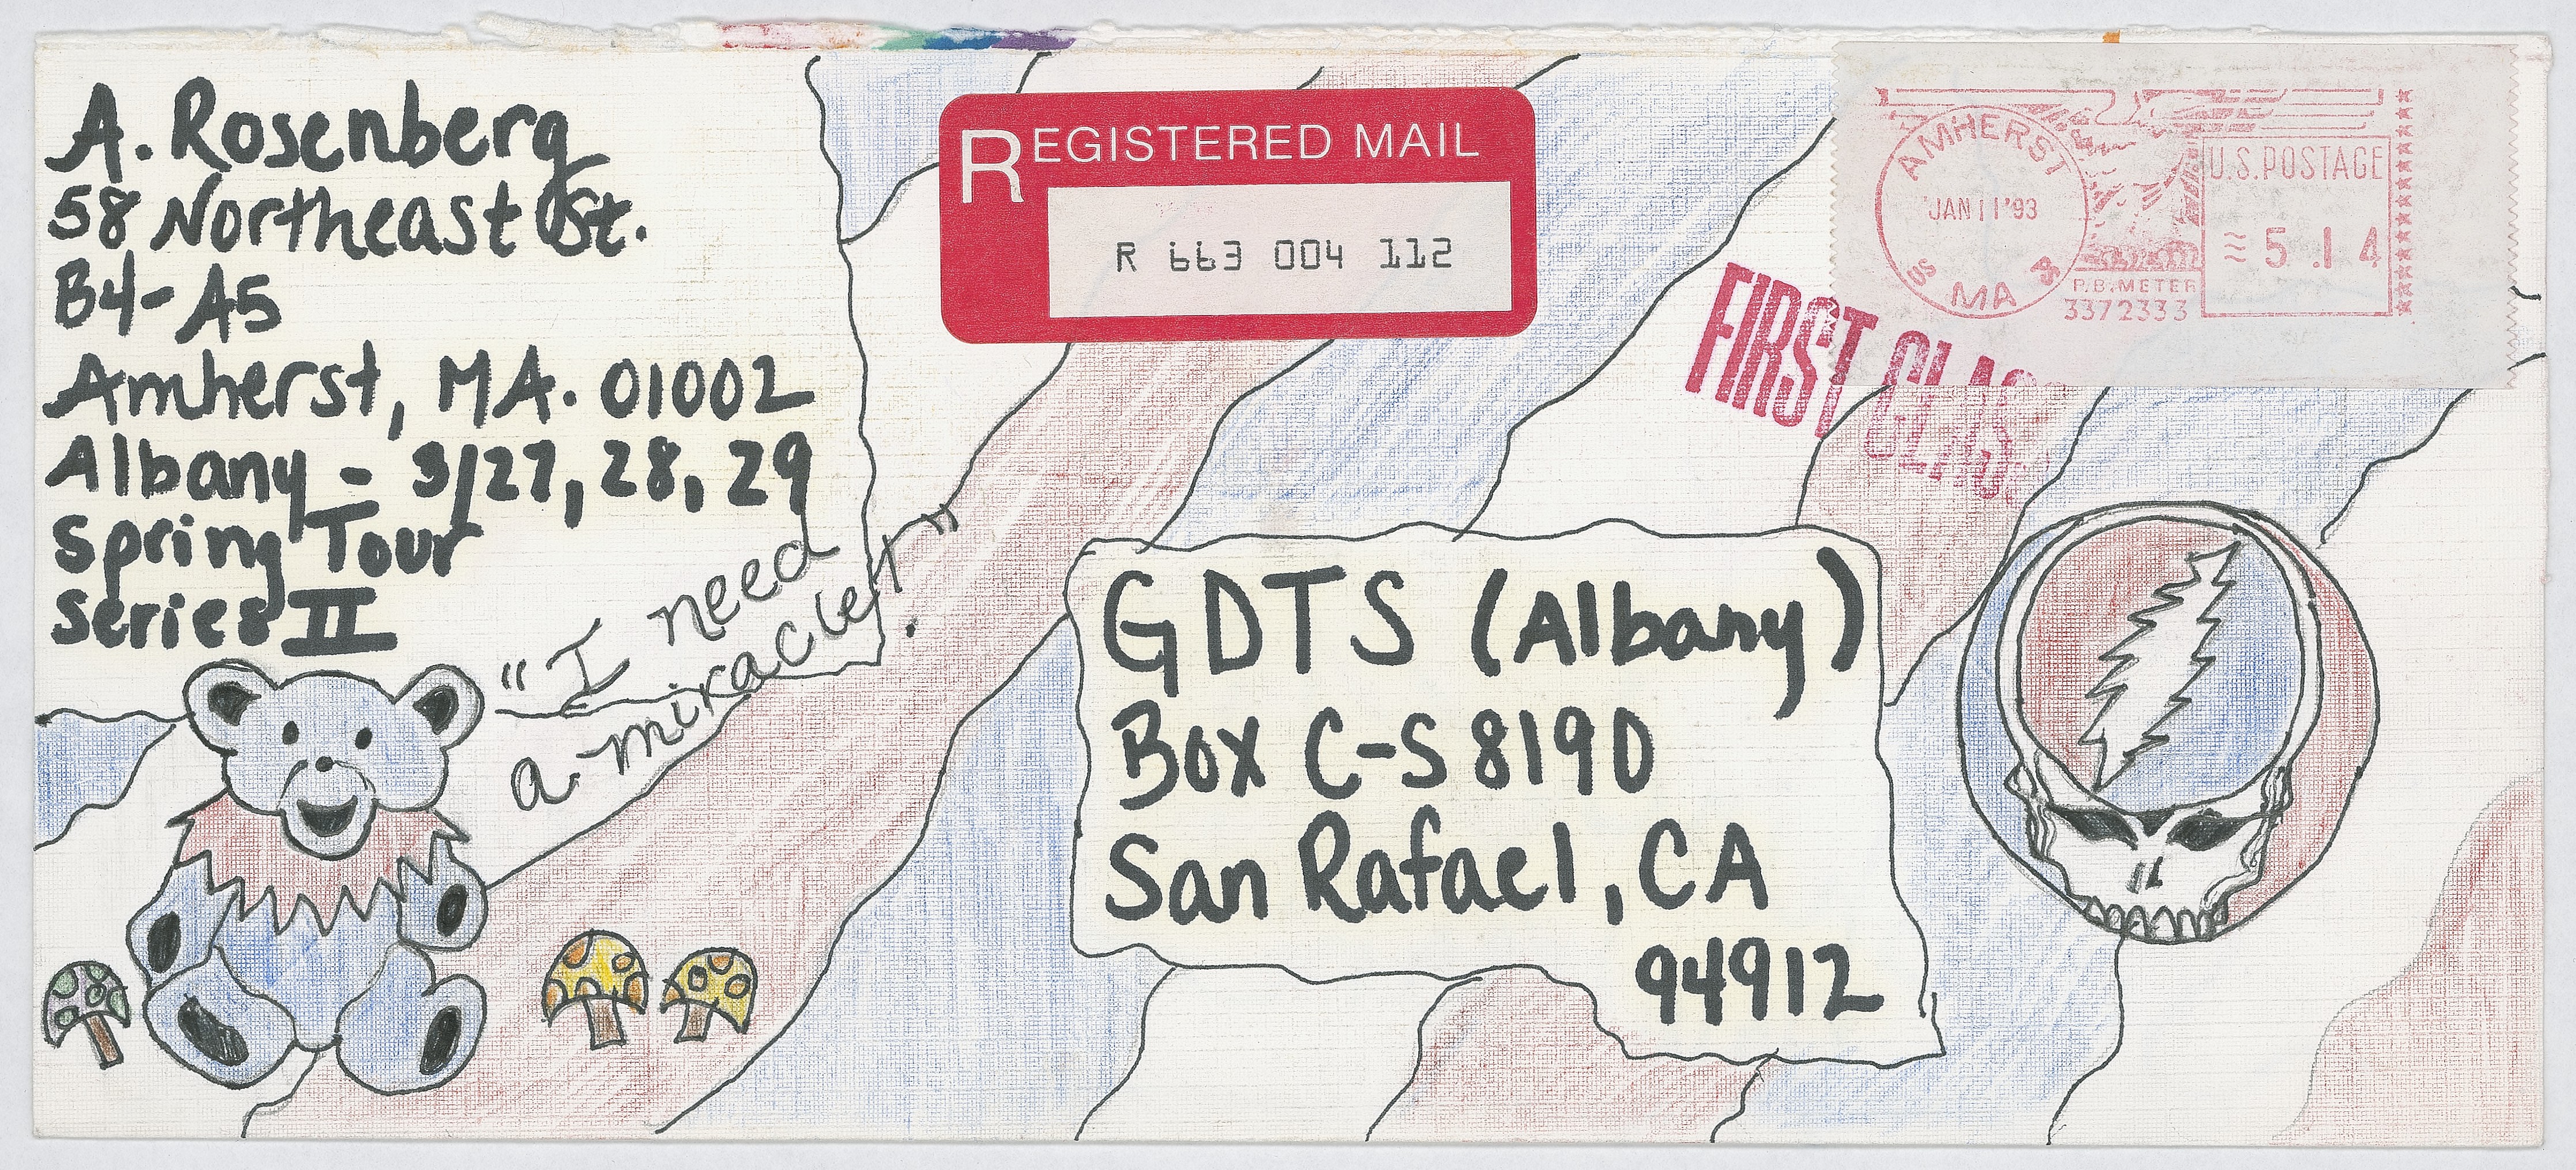 A. Rosenberg
58 Northeast St.
B4-A5
Amherst, MA. 01002
Albany - 3/27, 28, 29
Spring Tour
Series II
"I need
a miracle!"
REGISTERED MAIL
R 663 004 112
AMHERST
JAN 11 '93
MA
U.S. POSTAGE
5.14
P.B. METER
3372333
FIRST CLASS
GDTS (Albany)
Box C-S 8190
San Rafael, CA
94912